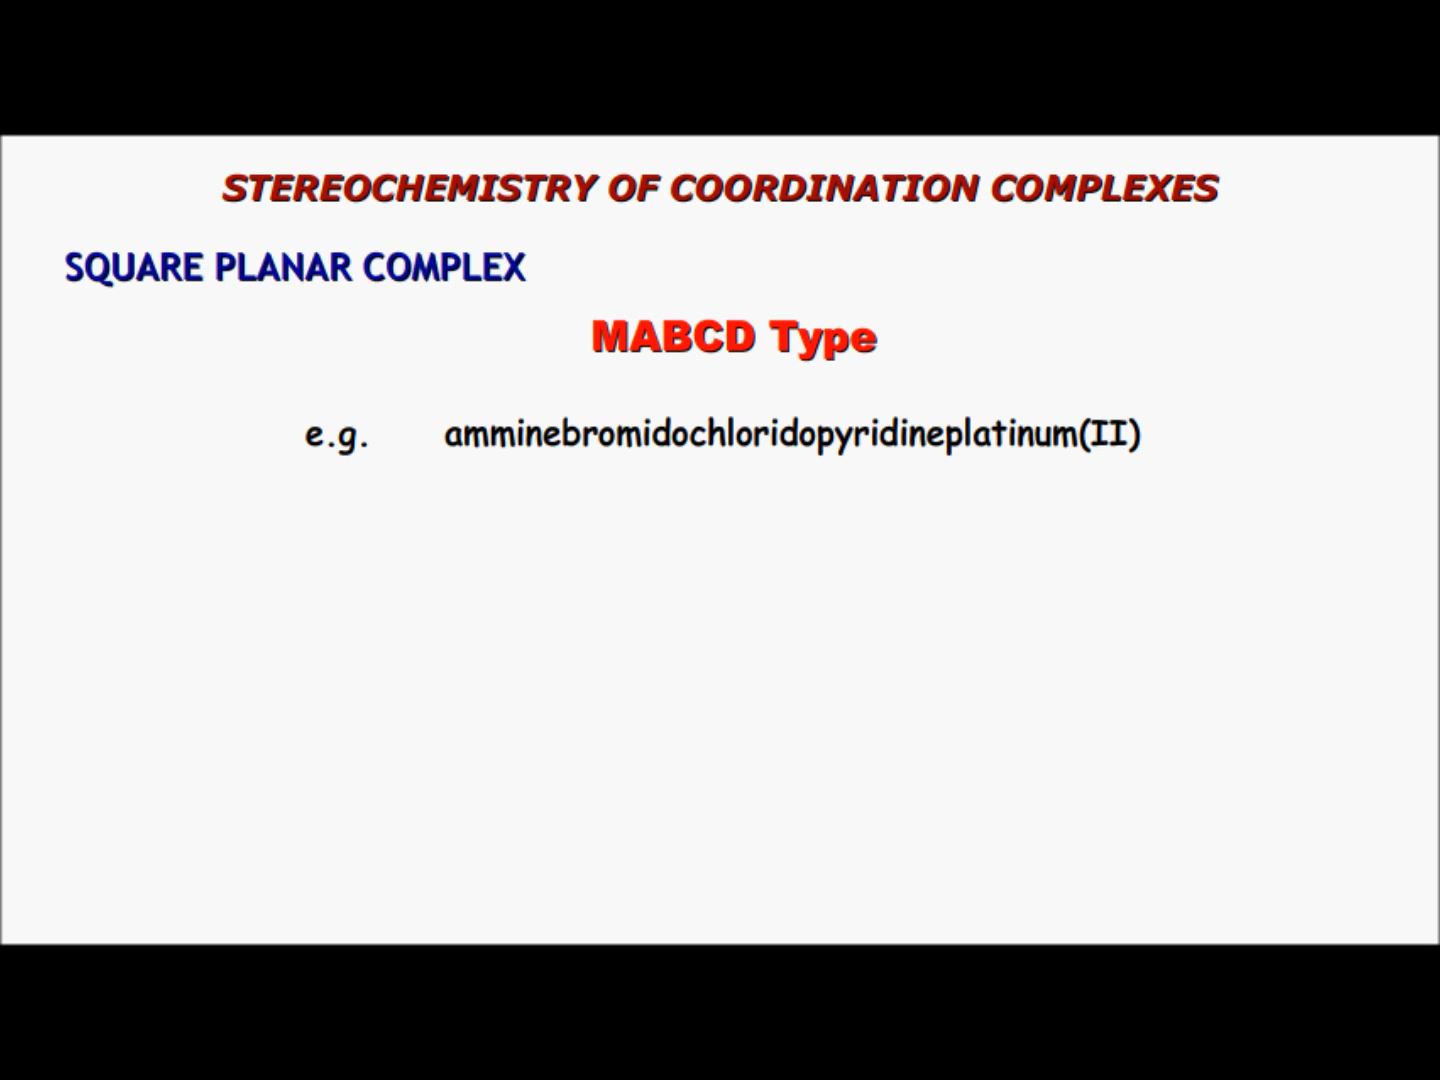 STEREOCHEMISTRY OF COORDINATION COMPLEXES
SQUARE PLANAR COMPLEX
MABCD Type
e.g. amminebromidochloridopyridineplatinum(II)